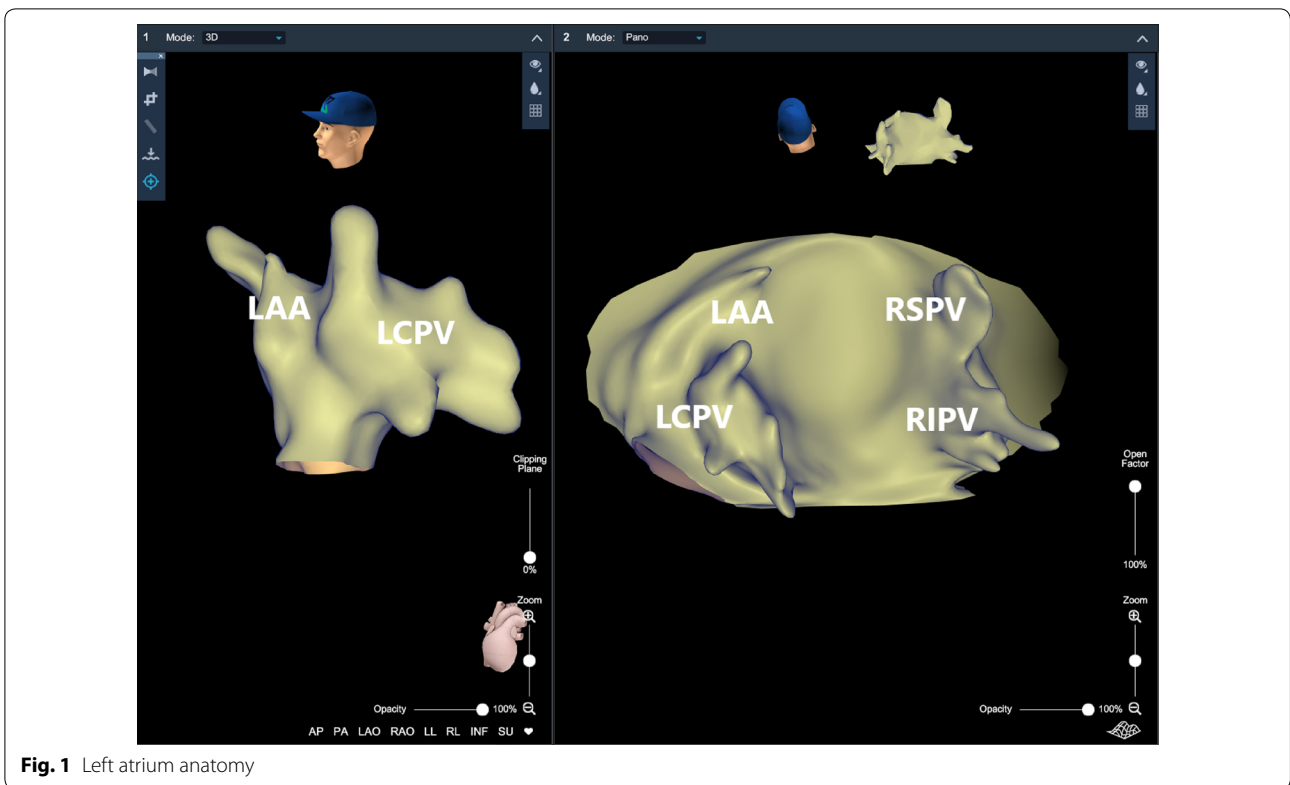 1 Mode: 3D
2 Mode: Pano
LAA
LCPV
LAA
RSPV
LCPV
RIPV
Clipping
Plane
0%
Open
Factor
100%
Zoom
Zoom
Opacity 100%
Opacity 100%
AP PA LAO RAO LL RL INF SU
Fig. 1 Left atrium anatomy